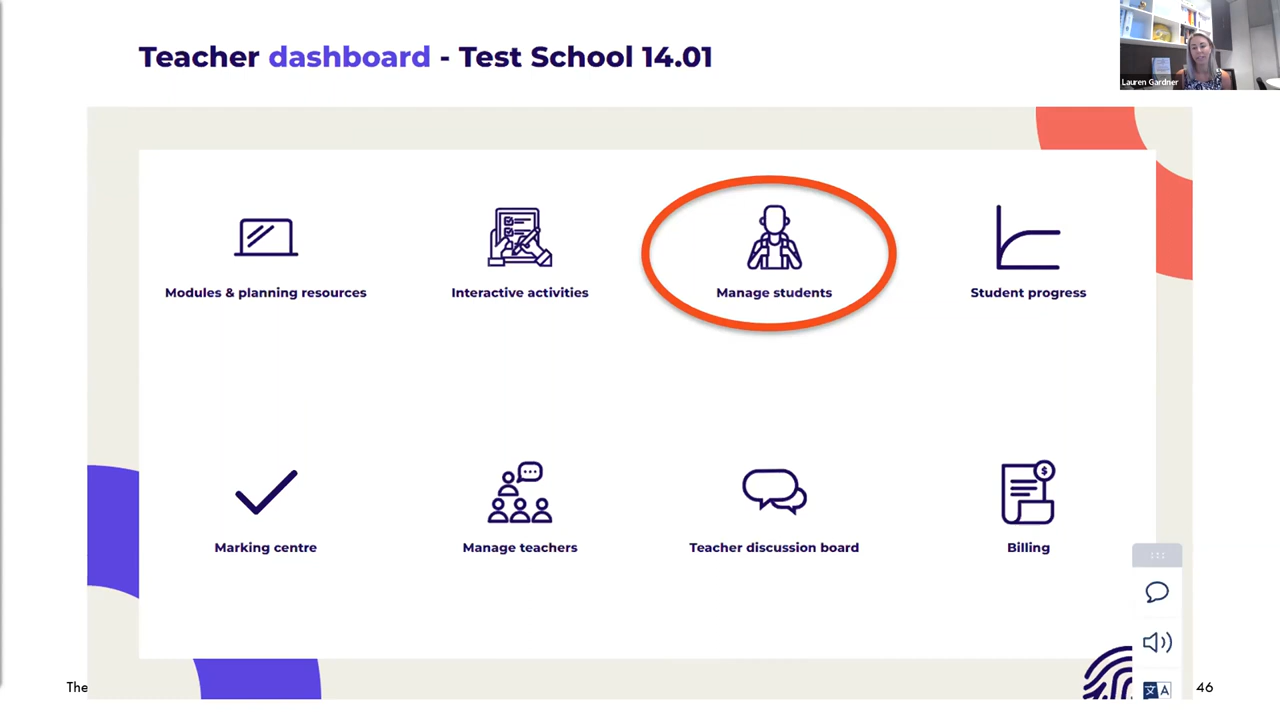 Teacher dashboard - Test School 14.01
Lauren Gardner
Modules & planning resources
Interactive activities
Manage students
Student progress
Marking centre
Manage teachers
Teacher discussion board
Billing
The
46